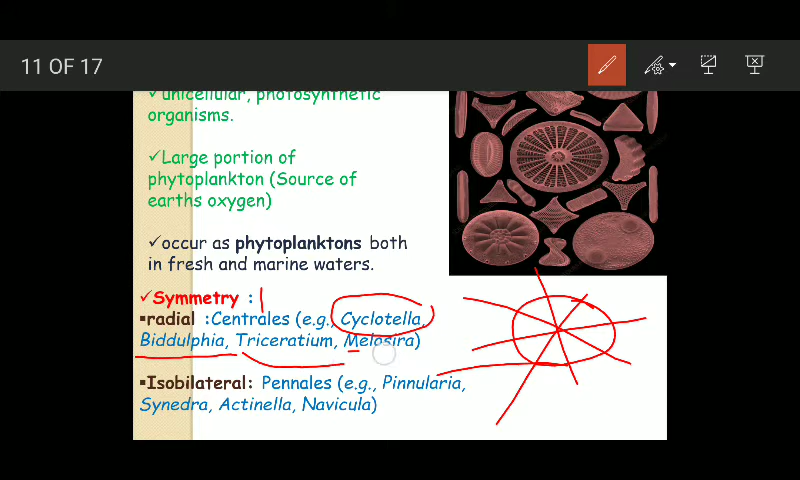 11 OF 17
✓unicellular, photosynthetic
organisms.
✓Large portion of
phytoplankton (Source of
earths oxygen)
✓occur as phytoplanktons both
in fresh and marine waters.
✓Symmetry :
▪radial :Centrales (e.g., Cyclotella,
Biddulphia, Triceratium, Melosira)
▪Isobilateral: Pennales (e.g., Pinnularia,
Synedra, Actinella, Navicula)